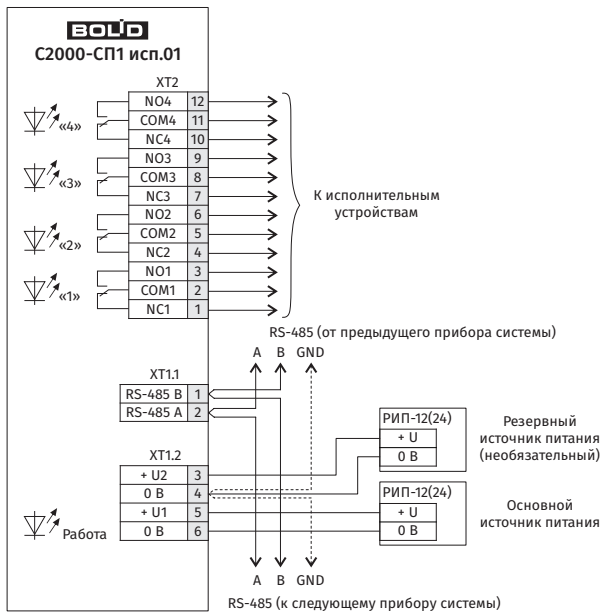 BOLID
С2000-СП1 исп.01
XT2
NO4 12
«4» COM4 11
NC4 10
NO3 9
«3» COM3 8
NC3 7
К исполнительным
устройствам
NO2 6
«2» COM2 5
NC2 4
NO1 3
«1» COM1 2
NC1 1
RS-485 (от предыдущего прибора системы)
A B GND
XT1.1
RS-485 B 1
RS-485 A 2
РИП-12(24)
+ U
0 В
Резервный
источник питания
(необязательный)
XT1.2
+ U2 3
0 В 4
+ U1 5
0 В 6
РИП-12(24)
+ U
0 В
Основной
источник питания
Работа
A B GND
RS-485 (к следующему прибору системы)